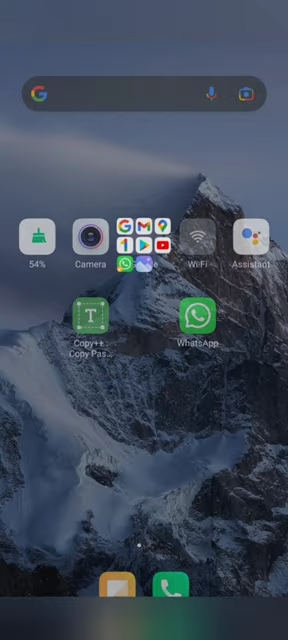 54%
Camera
Wi Fi
Assistant
T
Copy++ :
Copy Pas...
WhatsApp